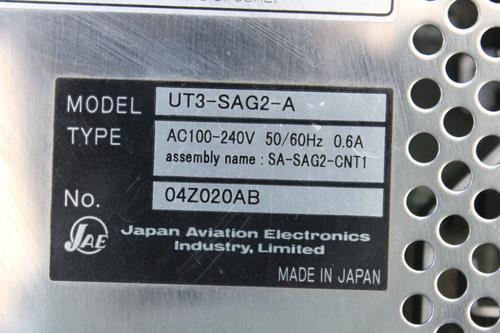 MODEL UT3-SAG2-A
TYPE AC100-240V 50/60Hz 0.6A
assembly name : SA-SAG2-CNT1
No. 04Z020AB
JAE Japan Aviation Electronics
Industry, Limited
MADE IN JAPAN